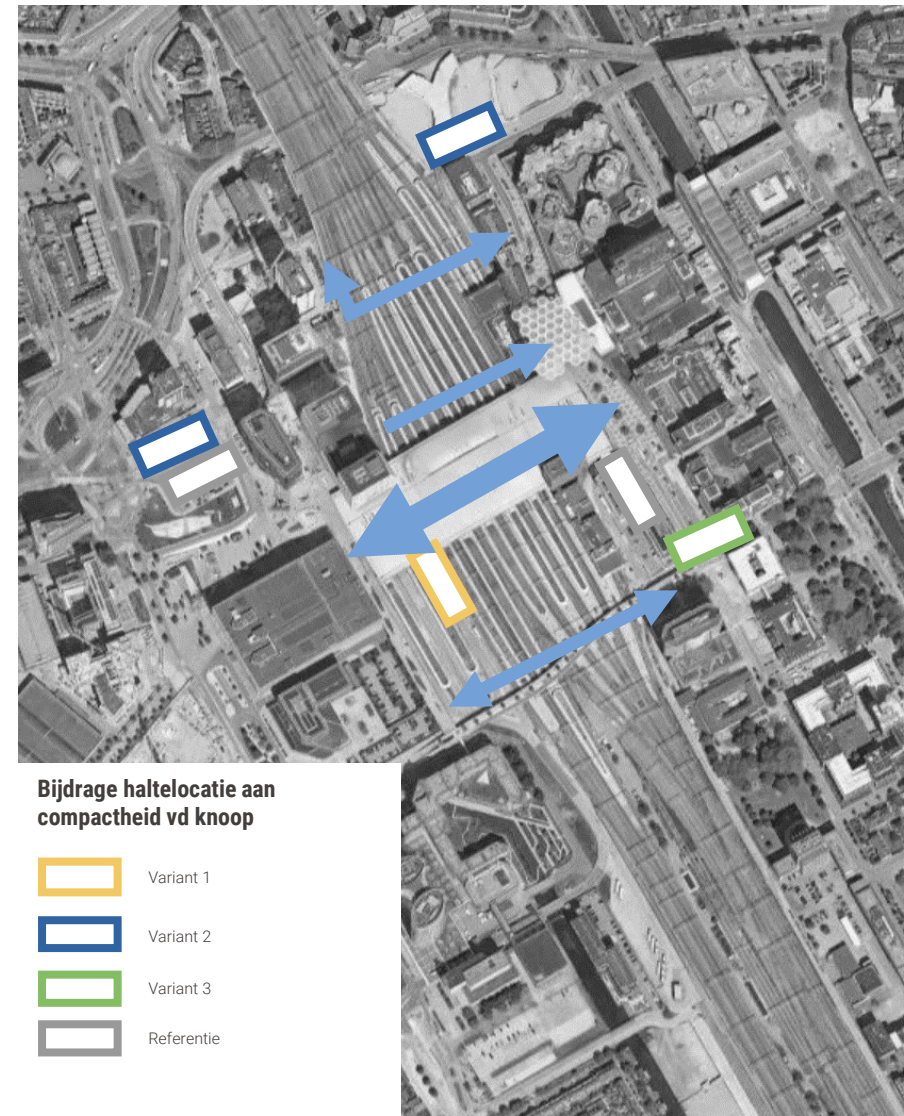 Bijdrage haltelocatie aan
compactheid vd knoop
Variant 1
Variant 2
Variant 3
Referentie